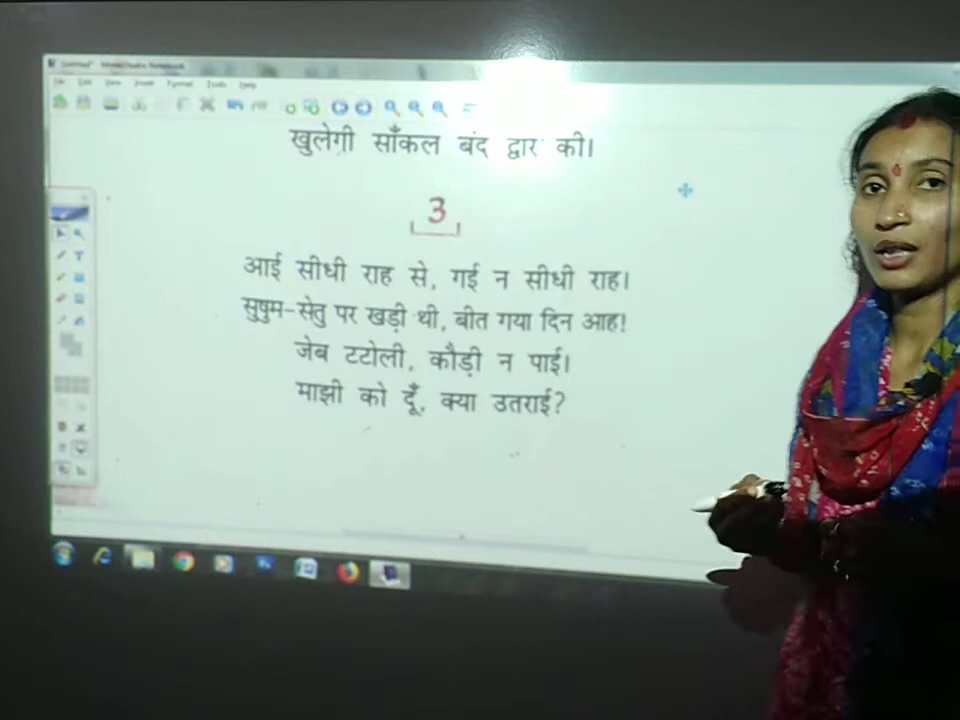 खुलेगी साँकल बंद द्वार की।
3
आई सीधी राह से, गई न सीधी राह।
सुषुम-सेतु पर खड़ी थी, बीत गया दिन आह!
जेब टटोली, कौड़ी न पाई।
माझी को दूँ, क्या उतराई?